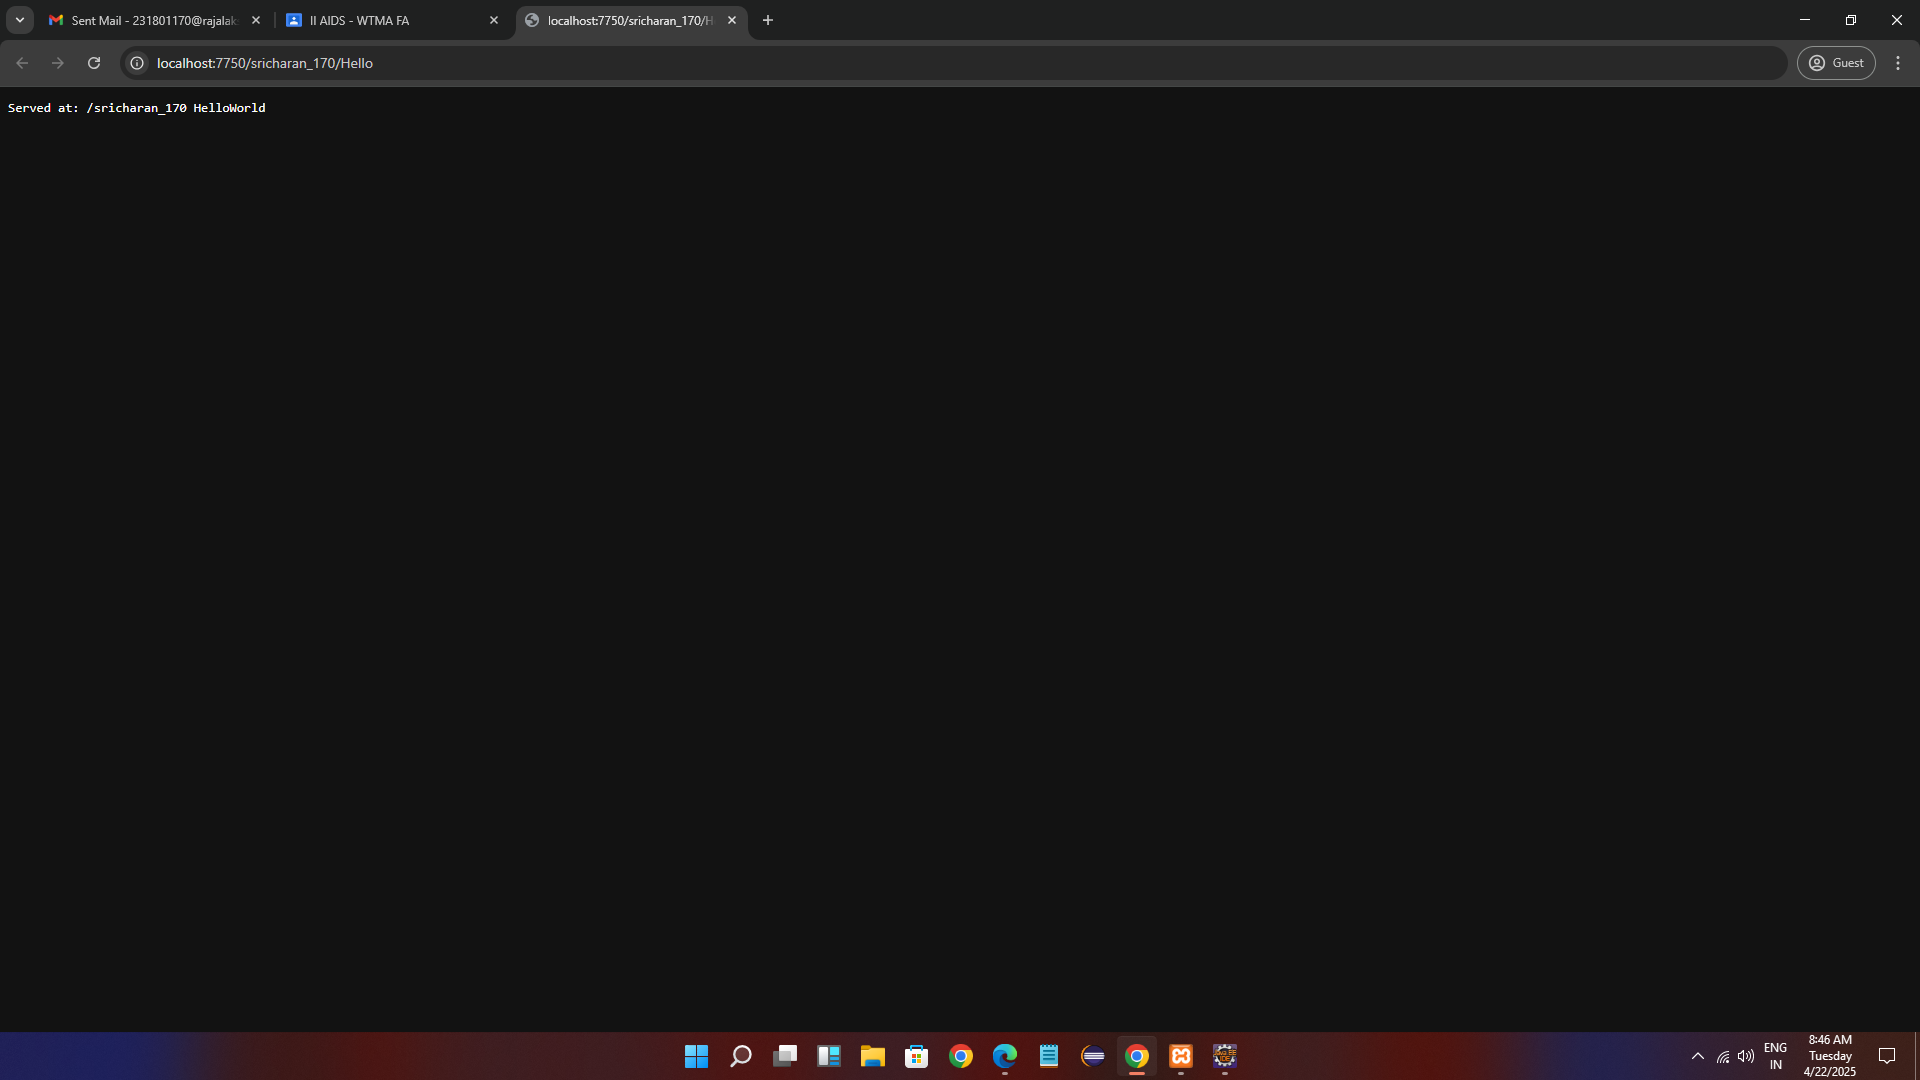 Sent Mail - 231801170@rajalak
II AIDS - WTMA FA
localhost:7750/sricharan_170/H
localhost:7750/sricharan_170/Hello
Guest
Served at: /sricharan_170 HelloWorld
ENG
IN
8:46 AM
Tuesday
4/22/2025